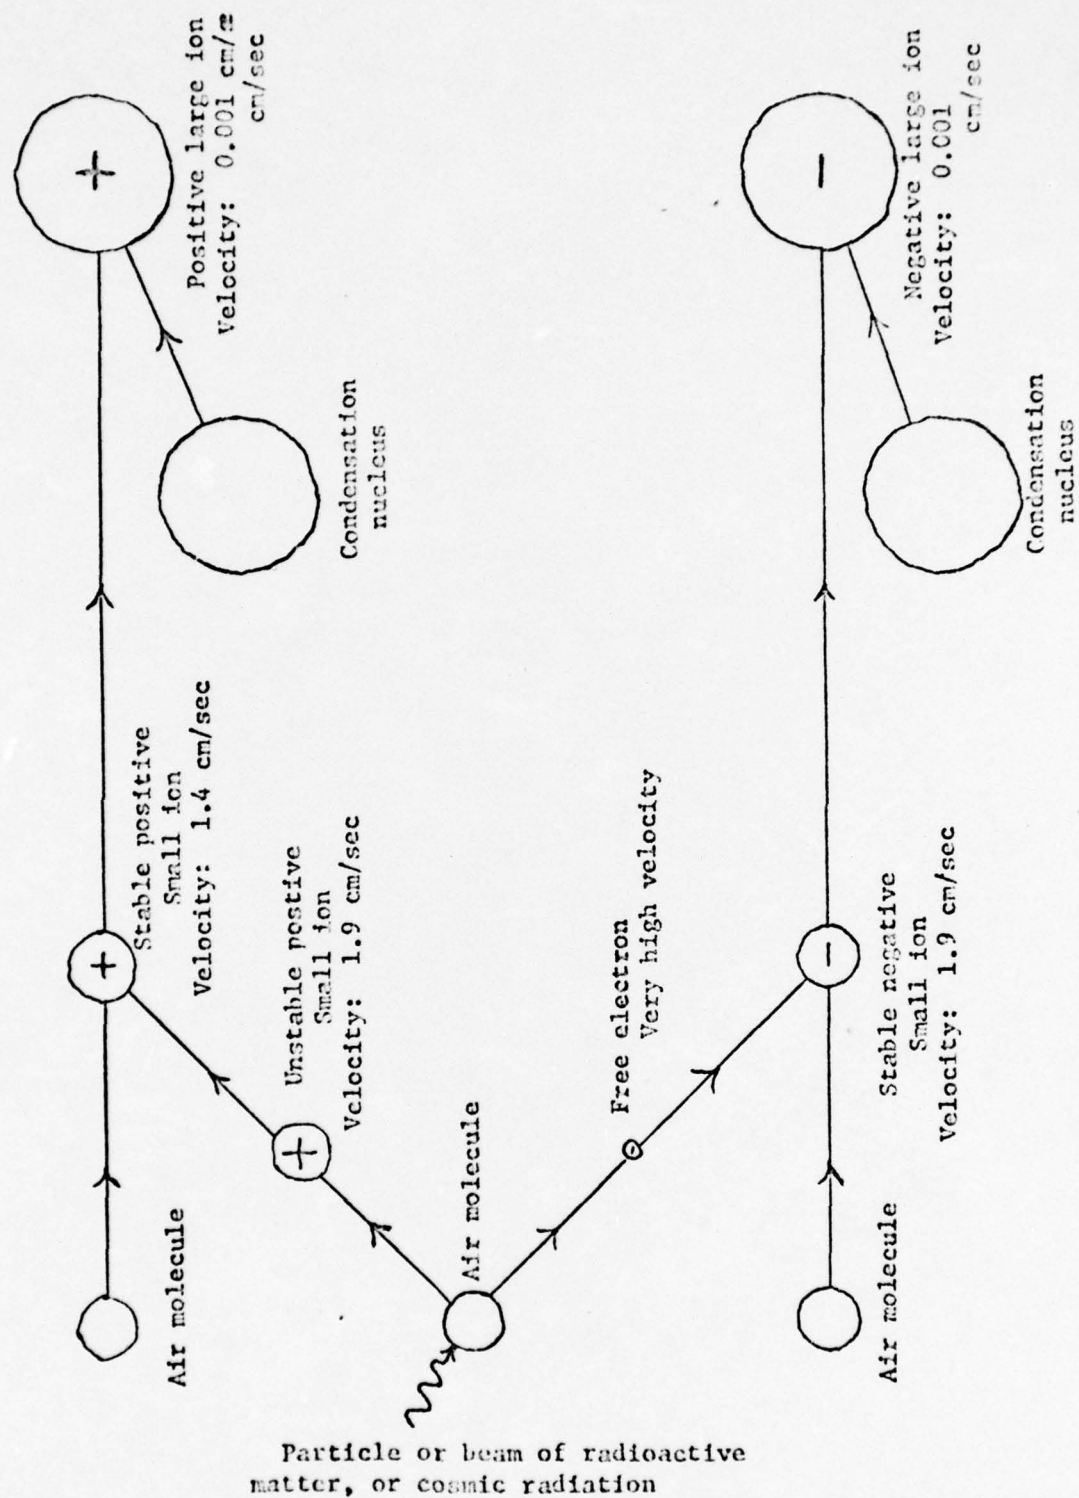 Positive large ion
Velocity: 0.001 cm/
cm/sec
Condensation
nucleus
Stable positive
Small ion
Velocity: 1.4 cm/sec
Unstable postive
Small ion
Velocity: 1.9 cm/sec
Air molecule
Air molecule
Free electron
Very high velocity
Negative large ion
Velocity: 0.001
cm/sec
Condensation
nucleus
Stable negative
Small ion
Velocity: 1.9 cm/sec
Air molecule
Particle or beam of radioactive
matter, or cosmic radiation
+
+
+
−
−